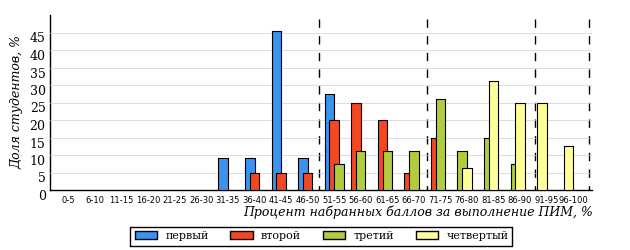 Доля студентов, %
45
40
35
30
25
20
15
10
5
0
0-5 6-10 11-15 16-20 21-25 26-30 31-35 36-40 41-45 46-50 51-55 56-60 61-65 66-70 71-75 76-80 81-85 86-90 91-95 96-100
Процент набранных баллов за выполнение ПИМ, %
первый второй третий четвертый